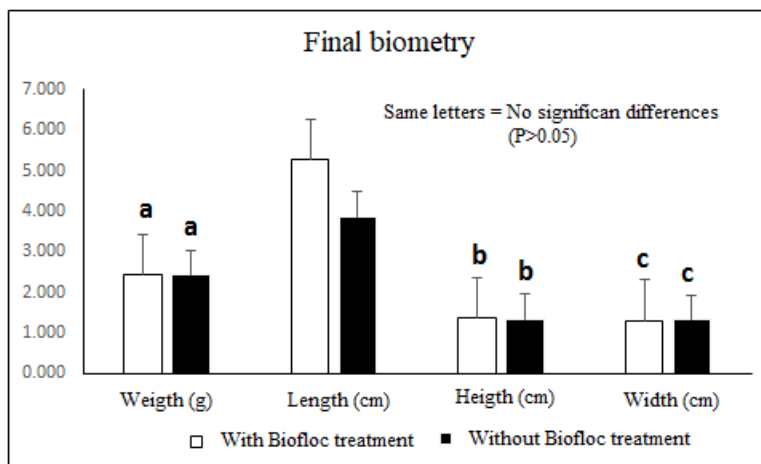 Final biometry
7.000
6.000
5.000
4.000
3.000
2.000
1.000
0.000
Same letters = No significan differences
(P>0.05)
a a b b c c
Weigth (g) Length (cm) Heigth (cm) Width (cm)
With Biofloc treatment Without Biofloc treatment